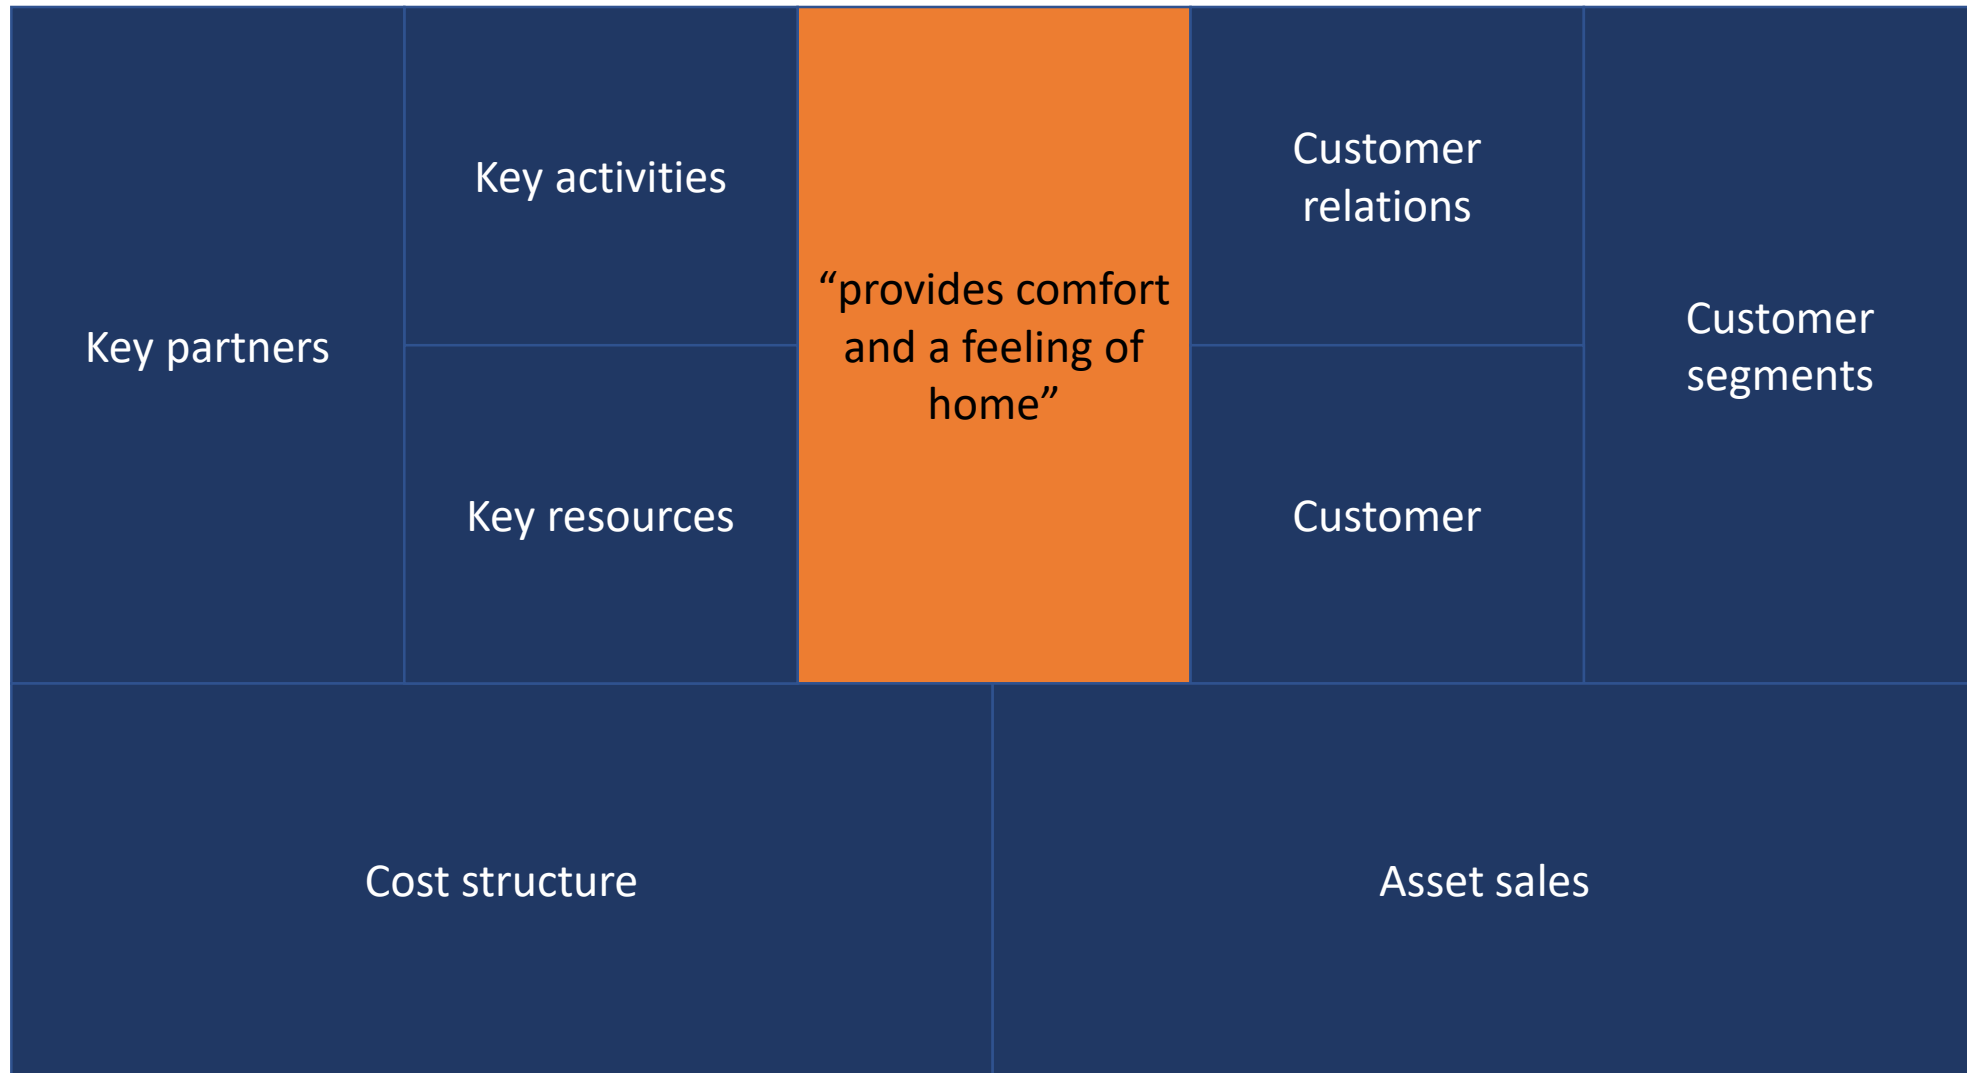 Key partners
Key activities
Key resources
“provides comfort
and a feeling of
home”
Customer
relations
Customer
Customer
segments
Cost structure
Asset sales